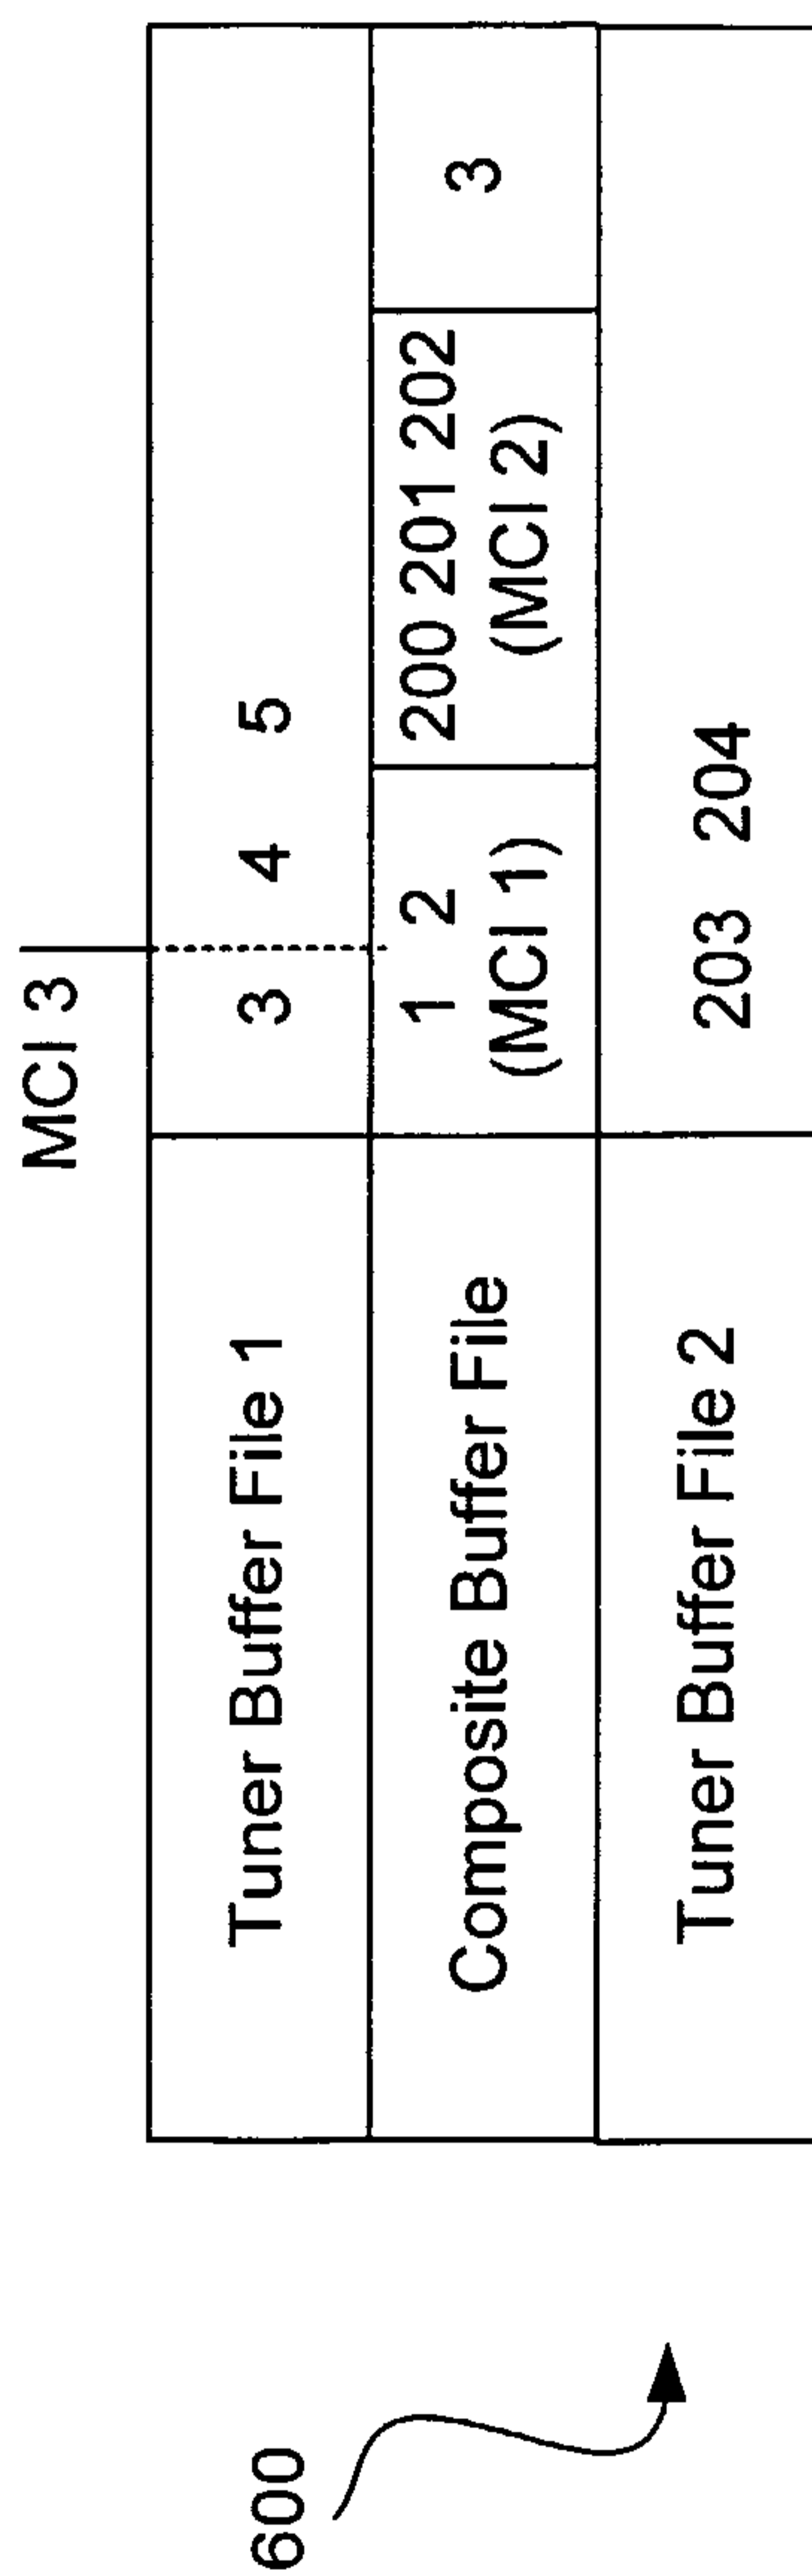 MCI 3
Tuner Buffer File 1
3 4 5
Composite Buffer File
1 2
(MCI 1)
200 201 202
(MCI 2)
3
Tuner Buffer File 2
203 204
600